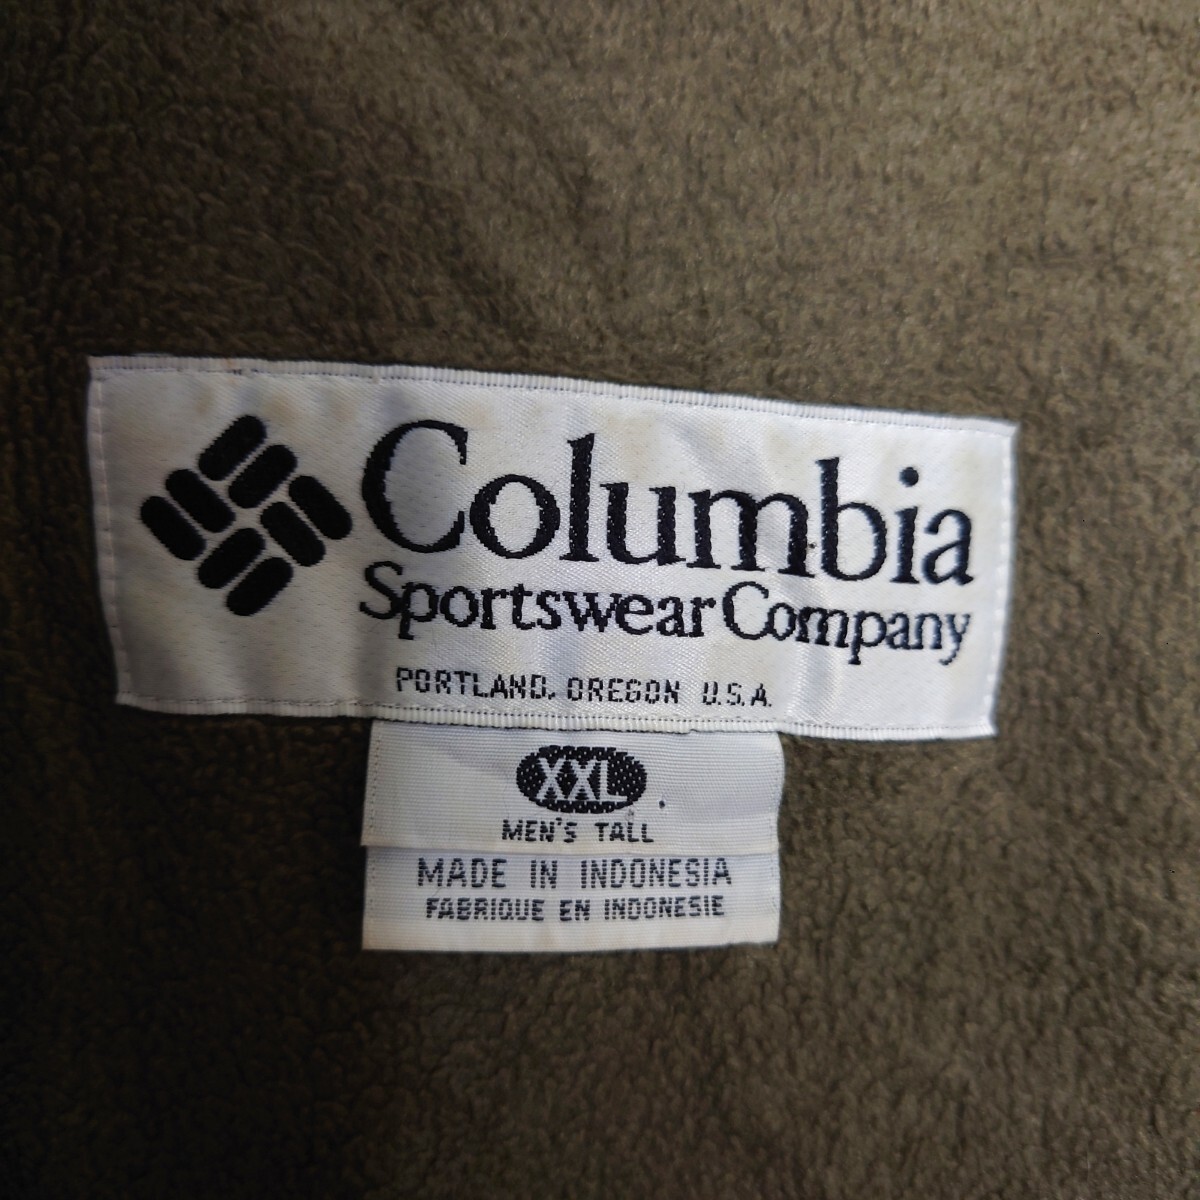 Columbia
Sportswear Company
PORTLAND, OREGON U.S.A.
XXL
MEN'S TALL
MADE IN INDONESIA
FABRIQUE EN INDONESIE